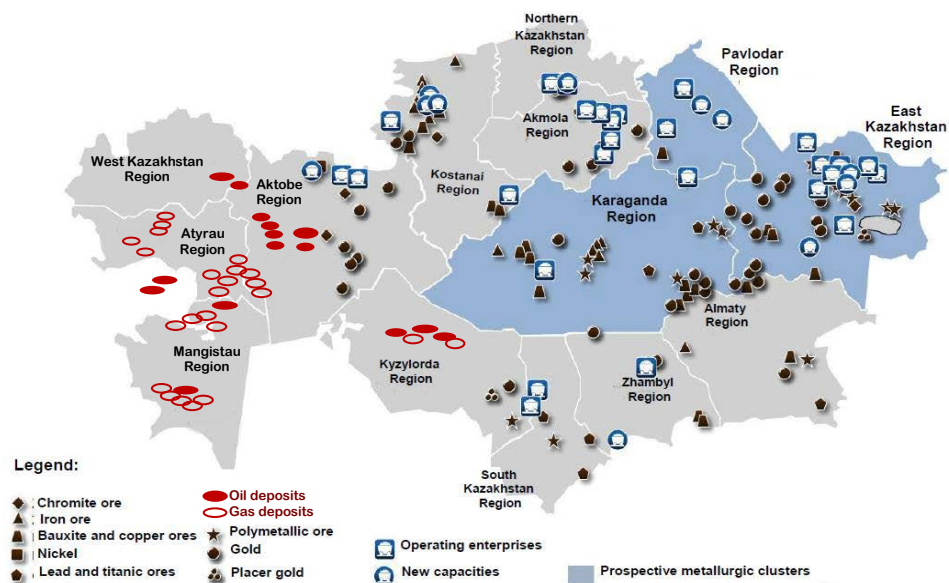 Northern
Kazakhstan
Region
Pavlodar
Region
East
Kazakhstan
Region
Akmola
Region
West Kazakhstan
Region
Aktobe
Region
Kostanai
Region
Karaganda
Region
Atyrau
Region
Almaty
Region
Mangistau
Region
Kyzylorda
Region
Zhambyl
Region
South
Kazakhstan
Region
Legend:
Chromite ore
Iron ore
Bauxite and copper ores
Nickel
Lead and titanic ores
Oil deposits
Gas deposits
Polymetallic ore
Gold
Placer gold
Operating enterprises
New capacities
Prospective metallurgic clusters